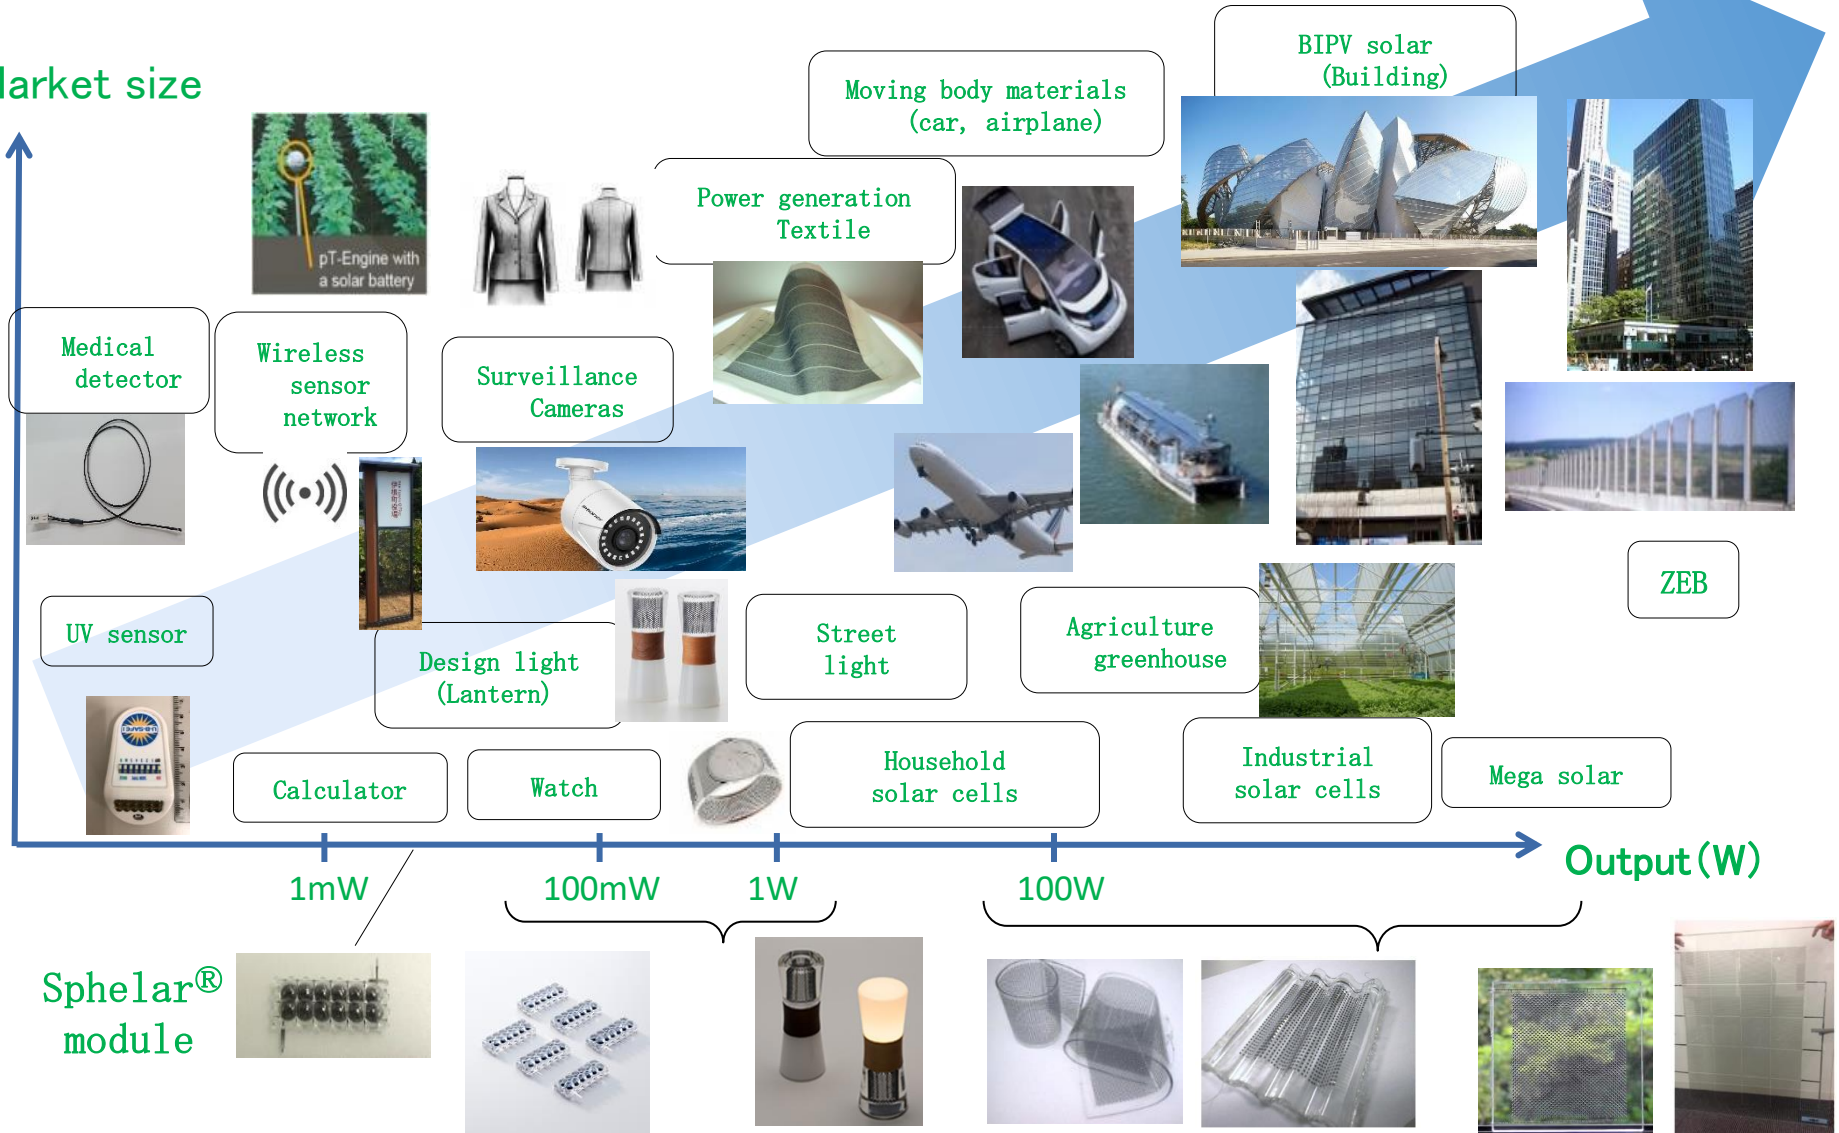 arket size
BIPV solar
(Building)
Moving body materials
(car, airplane)
Power generation
Textile
pT-Engine with
a solar battery
Medical
detector
Wireless
sensor
network
Surveillance
Cameras
ZEB
UV sensor
Design light
(Lantern)
Street
light
Agriculture
greenhouse
Calculator
Watch
Household
solar cells
Industrial
solar cells
Mega solar
1mW
100mW
1W
100W
Output(W)
Sphelar®
module